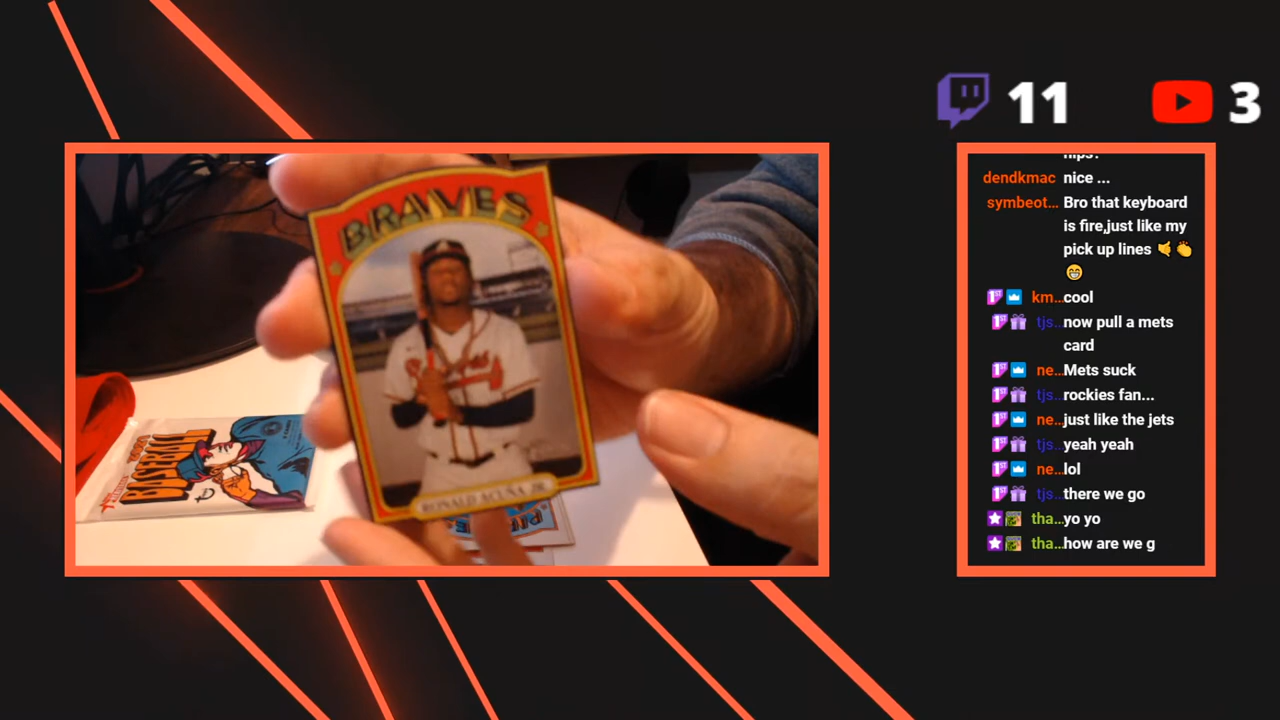 11
3
BRAVES
RONALD ACUNA JR.
BASEBALL
dendkmac nice ...
symbeot... Bro that keyboard
is fire,just like my
pick up lines 🤙👏
😁
km...cool
tjs...now pull a mets
card
ne...Mets suck
tjs...rockies fan...
ne...just like the jets
tjs...yeah yeah
ne...lol
tjs...there we go
tha...yo yo
tha...how are we g